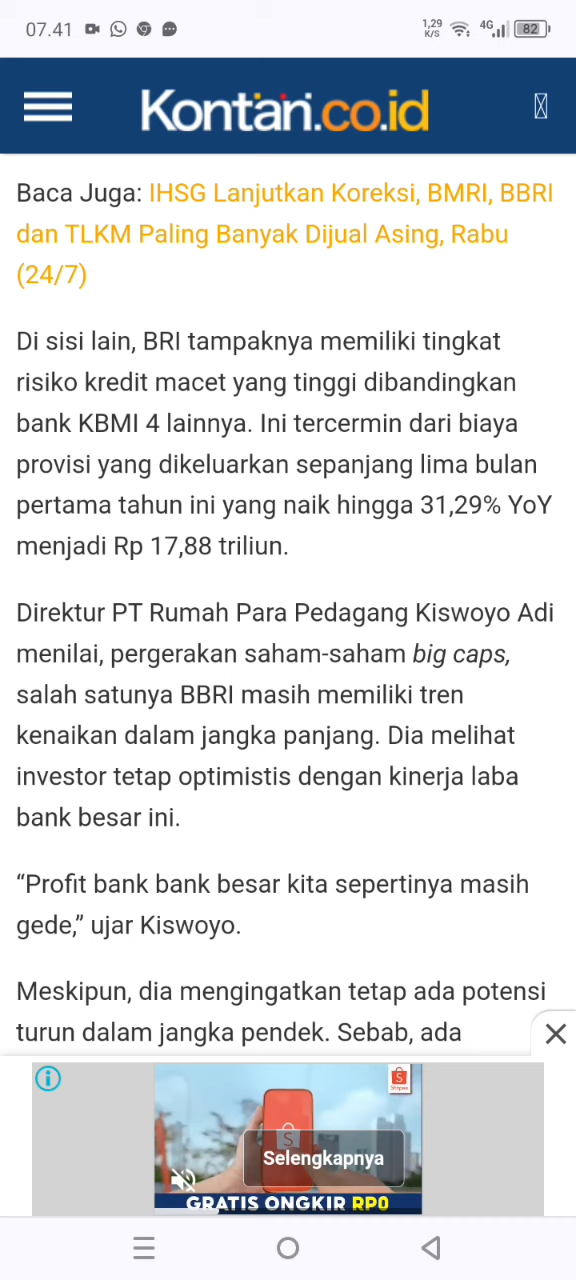 07.41
1,29
K/S
4G
82
Kontan.co.id
Baca Juga: IHSG Lanjutkan Koreksi, BMRI, BBRI
dan TLKM Paling Banyak Dijual Asing, Rabu
(24/7)
Di sisi lain, BRI tampaknya memiliki tingkat
risiko kredit macet yang tinggi dibandingkan
bank KBMI 4 lainnya. Ini tercermin dari biaya
provisi yang dikeluarkan sepanjang lima bulan
pertama tahun ini yang naik hingga 31,29% YoY
menjadi Rp 17,88 triliun.
Direktur PT Rumah Para Pedagang Kiswoyo Adi
menilai, pergerakan saham-saham big caps,
salah satunya BBRI masih memiliki tren
kenaikan dalam jangka panjang. Dia melihat
investor tetap optimistis dengan kinerja laba
bank besar ini.
“Profit bank bank besar kita sepertinya masih
gede,” ujar Kiswoyo.
Meskipun, dia mengingatkan tetap ada potensi
turun dalam jangka pendek. Sebab, ada
S
Shopee
S
Selengkapnya
GRATIS ONGKIR RP0